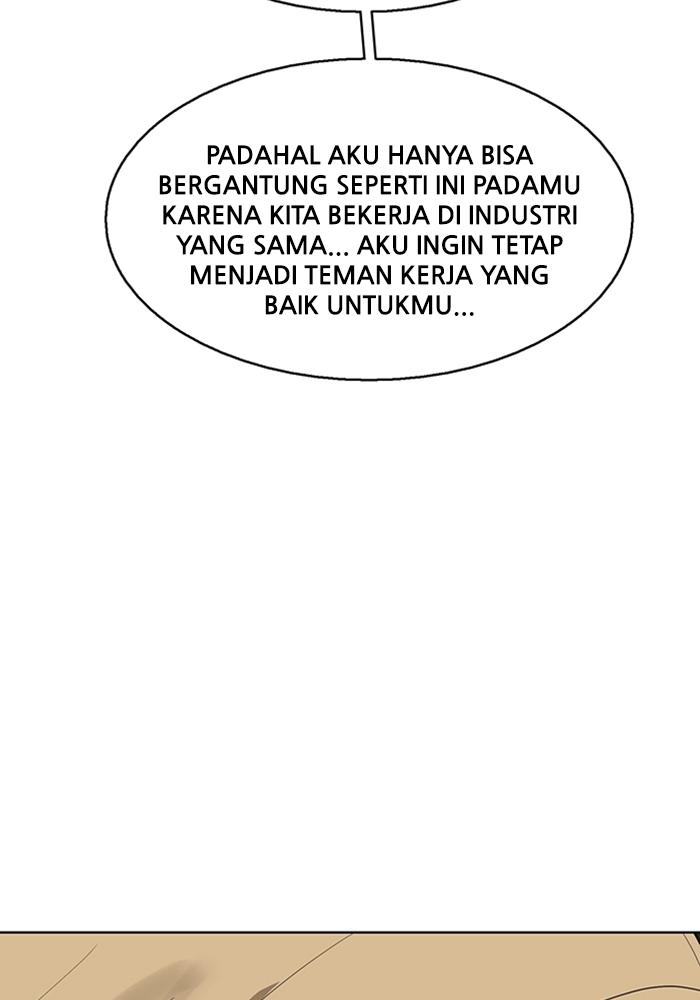 PADAHAL AKU HANYA BISA
BERGANTUNG SEPERTI INI PADAMU
KARENA KITA BEKERJA DI INDUSTRI
YANG SAMA... AKU INGIN TETAP
MENJADI TEMAN KERJA YANG
BAIK UNTUKMU...